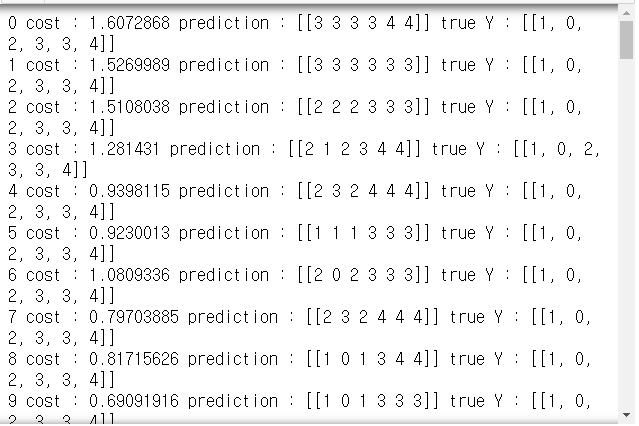 0 cost : 1.6072868 prediction : [[3 3 3 3 4 4]] true Y : [[1, 0,
2, 3, 3, 4]]
1 cost : 1.5269989 prediction : [[3 3 3 3 3 3]] true Y : [[1, 0,
2, 3, 3, 4]]
2 cost : 1.5108038 prediction : [[2 2 2 3 3 3]] true Y : [[1, 0,
2, 3, 3, 4]]
3 cost : 1.281431 prediction : [[2 1 2 3 4 4]] true Y : [[1, 0, 2,
3, 3, 4]]
4 cost : 0.9398115 prediction : [[2 3 2 4 4 4]] true Y : [[1, 0,
2, 3, 3, 4]]
5 cost : 0.9230013 prediction : [[1 1 1 3 3 3]] true Y : [[1, 0,
2, 3, 3, 4]]
6 cost : 1.0809336 prediction : [[2 0 2 3 3 3]] true Y : [[1, 0,
2, 3, 3, 4]]
7 cost : 0.79703885 prediction : [[2 3 2 4 4 4]] true Y : [[1, 0,
2, 3, 3, 4]]
8 cost : 0.81715626 prediction : [[1 0 1 3 4 4]] true Y : [[1, 0,
2, 3, 3, 4]]
9 cost : 0.69091916 prediction : [[1 0 1 3 3 3]] true Y : [[1, 0,
2, 3, 3, 4]]